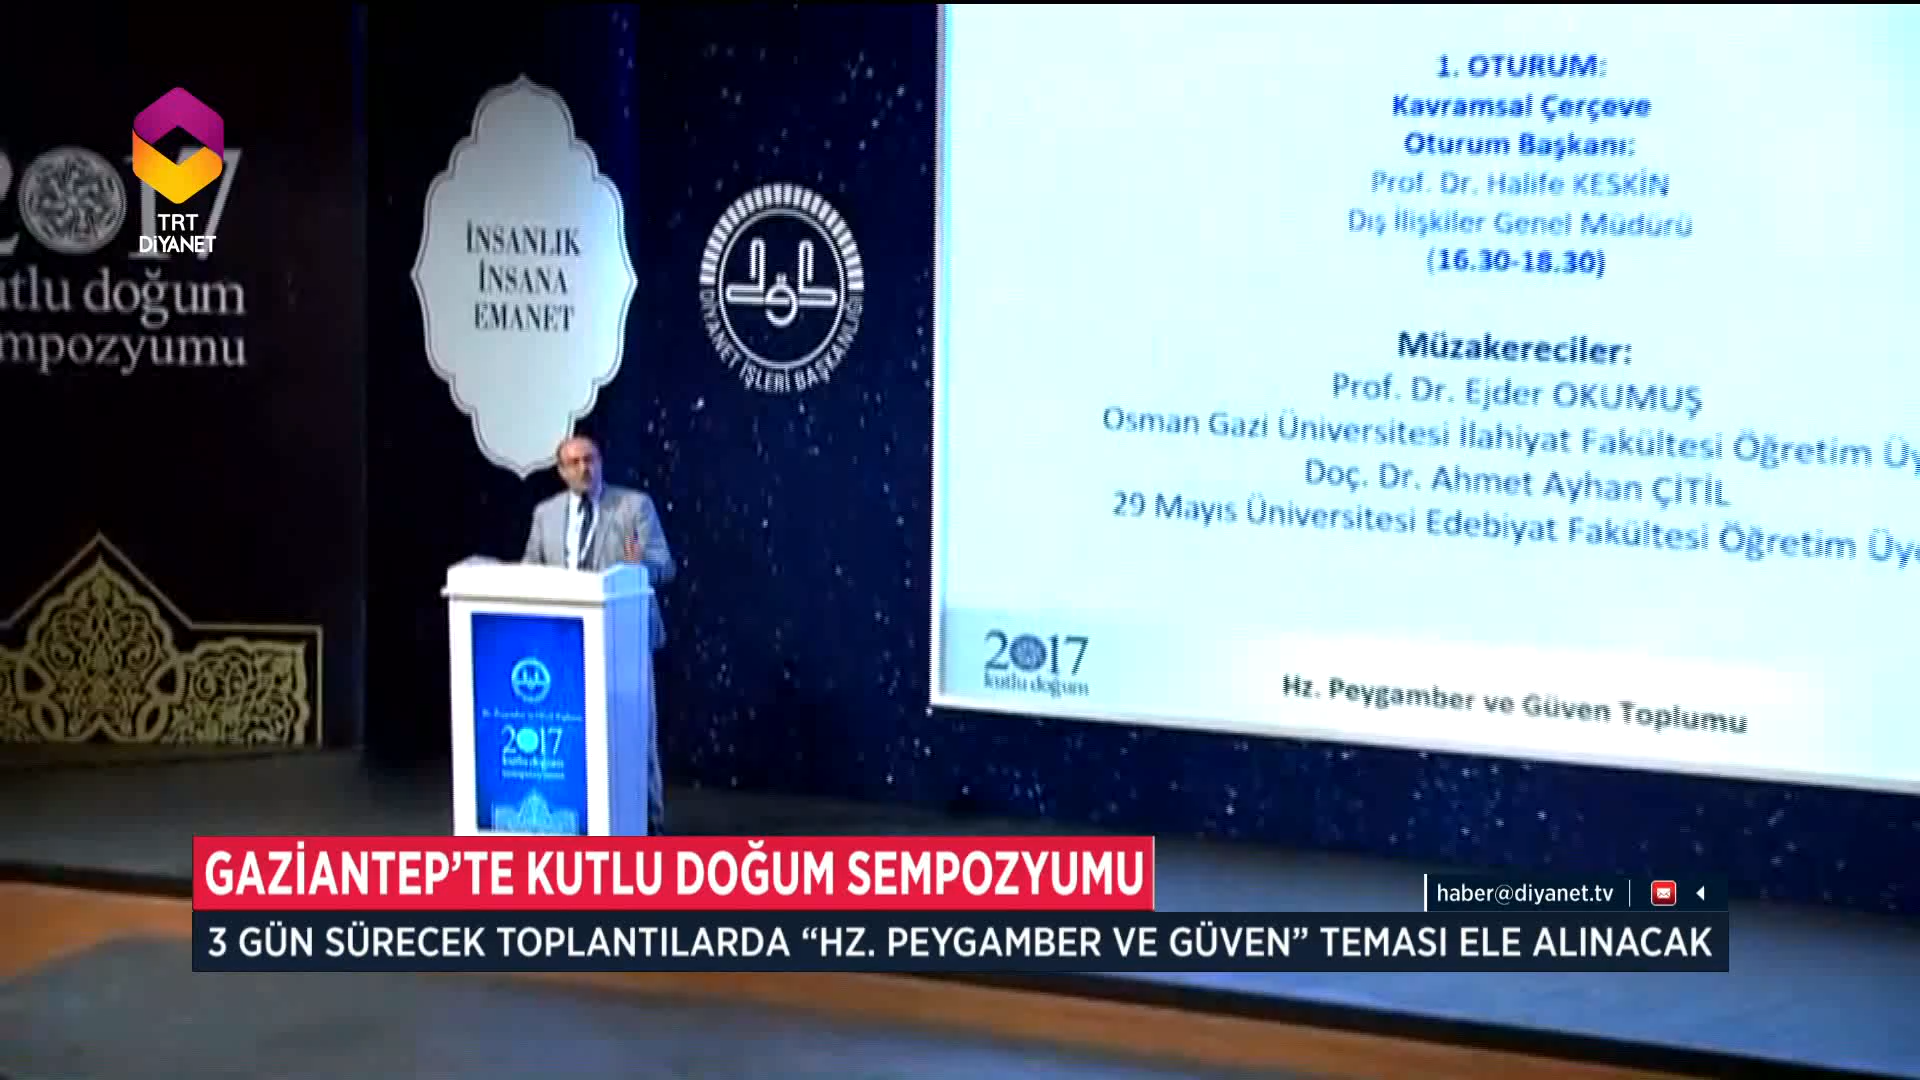 TRT
DİYANET
2017
utlu doğum
mpozyumu
İNSANLIK
İNSANA
EMANET
DİYANET İŞLERİ BAŞKANLIĞI
1. OTURUM:
Kavramsal Çerçeve
Oturum Başkanı:
Prof. Dr. Halife KESKİN
Dış İlişkiler Genel Müdürü
(16.30-18.30)
Müzakereciler:
Prof. Dr. Ejder OKUMUŞ
Osman Gazi Üniversitesi İlahiyat Fakültesi Öğretim Üy
Doç. Dr. Ahmet Ayhan ÇİTİL
29 Mayıs Üniversitesi Edebiyat Fakültesi Öğretim Üye
2017
kutlu doğum
Hz. Peygamber ve Güven Toplumu
2017
kutlu doğum
GAZİANTEP'TE KUTLU DOĞUM SEMPOZYUMU
haber@diyanet.tv
3 GÜN SÜRECEK TOPLANTILARDA “HZ. PEYGAMBER VE GÜVEN” TEMASI ELE ALINACAK